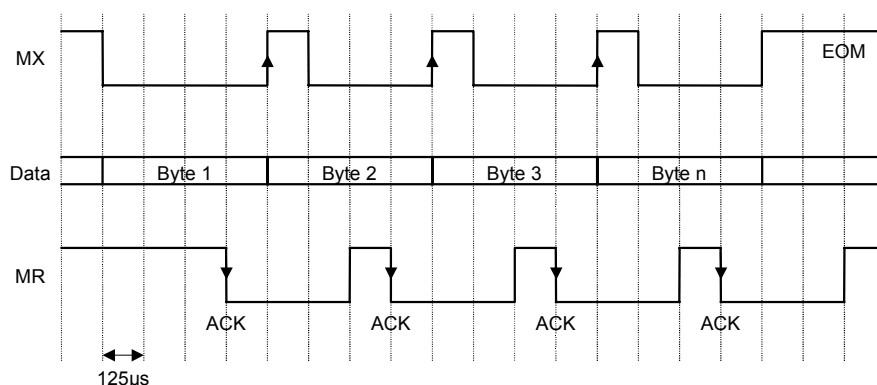 MX
EOM
Data
Byte 1
Byte 2
Byte 3
Byte n
MR
ACK
ACK
ACK
ACK
125us